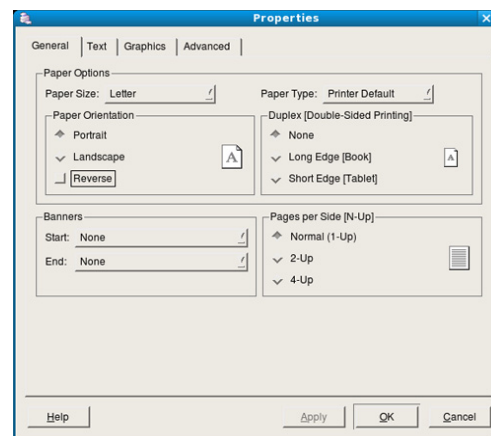 Properties
General Text Graphics Advanced
Paper Options
Paper Size: Letter
Paper Type: Printer Default
Paper Orientation
Portrait
Landscape
Reverse
A
Duplex [Double-Sided Printing]
None
Long Edge [Book]
Short Edge [Tablet]
A
Banners
Start: None
End: None
Pages per Side [N-Up]
Normal (1-Up)
2-Up
4-Up
Help Apply OK Cancel